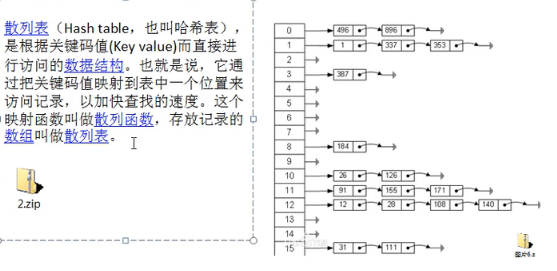 散列表（Hash table，也叫哈希表），
是根据关键码值(Key value)而直接进
行访问的数据结构。也就是说，它通
过把关键码值映射到表中一个位置来
访问记录，以加快查找的速度。这个
映射函数叫做散列函数，存放记录的
数组叫做散列表。
2.zip
0 496 896
1 1 337 353
2
3 387
4
5
6
7
8 184
9
10 26 126
11 91 155 171
12 12 28 108 140
13
14
15 31 111
图片6.z